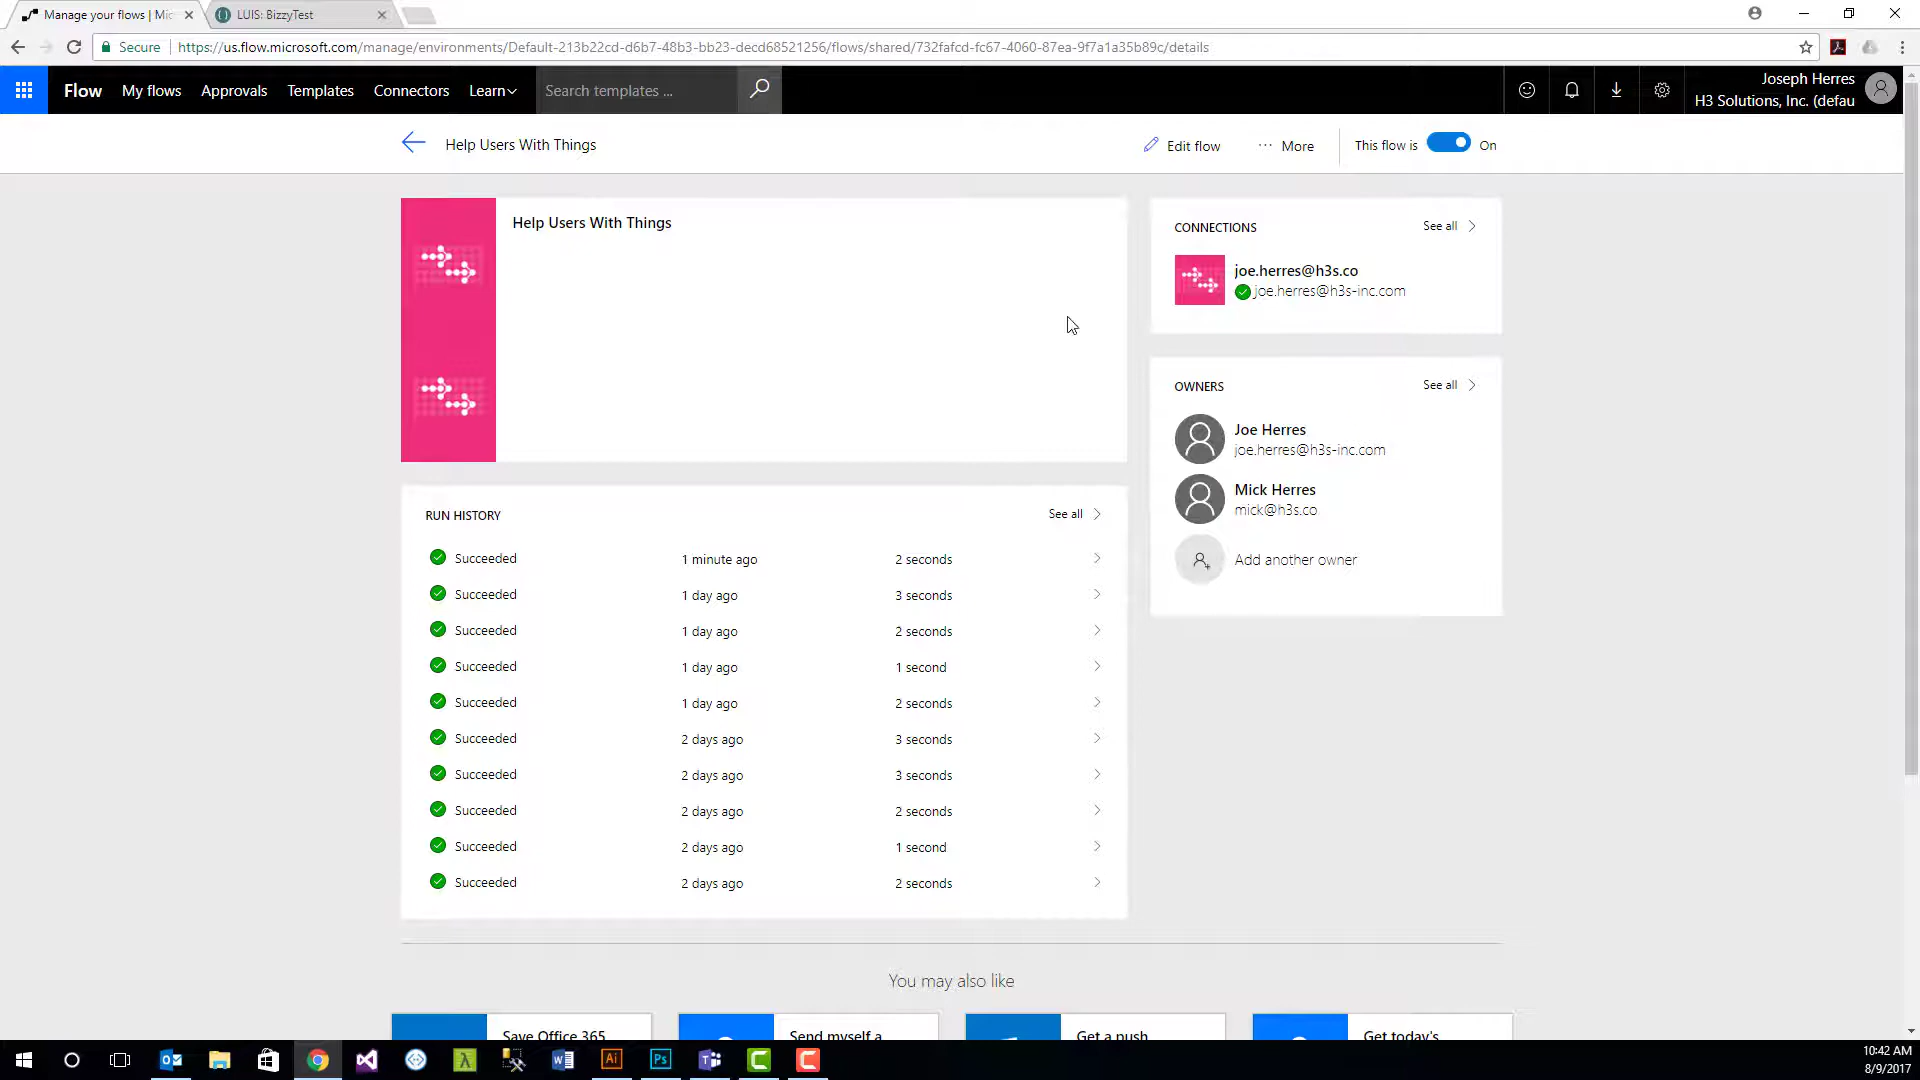 Manage your flows | Mic
LUIS: BizzyTest
Secure
https://us.flow.microsoft.com/manage/environments/Default-213b22cd-d6b7-48b3-bb23-decd68521256/flows/shared/732fafcd-fc67-4060-87ea-9f7a1a35b89c/details
Flow My flows Approvals Templates Connectors Learn Search templates ...
Joseph Herres
H3 Solutions, Inc. (defau
Help Users With Things
Edit flow ... More This flow is On
Help Users With Things
CONNECTIONS See all
joe.herres@h3s.co
joe.herres@h3s-inc.com
OWNERS See all
Joe Herres
joe.herres@h3s-inc.com
Mick Herres
mick@h3s.co
Add another owner
RUN HISTORY See all
Succeeded 1 minute ago 2 seconds
Succeeded 1 day ago 3 seconds
Succeeded 1 day ago 2 seconds
Succeeded 1 day ago 1 second
Succeeded 1 day ago 2 seconds
Succeeded 2 days ago 3 seconds
Succeeded 2 days ago 3 seconds
Succeeded 2 days ago 2 seconds
Succeeded 2 days ago 1 second
Succeeded 2 days ago 2 seconds
You may also like
Save Office 365 Send myself a Get a push Get today's
10:42 AM
8/9/2017